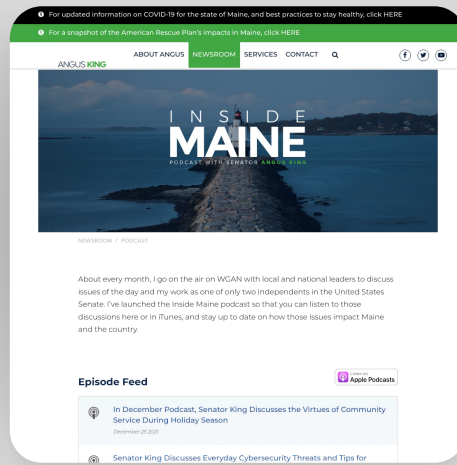 For updated information on COVID-19 for the state of Maine, and best practices to stay healthy, click HERE
For a snapshot of the American Rescue Plan's impacts in Maine, click HERE
ANGUS KING
ABOUT ANGUS NEWSROOM SERVICES CONTACT
INSIDE
MAINE
PODCAST WITH SENATOR ANGUS KING
NEWSROOM / PODCAST
About every month, I go on the air on WGAN with local and national leaders to discuss
issues of the day and my work as one of only two independents in the United States
Senate. I've launched the Inside Maine podcast so that you can listen to those
discussions here or in iTunes, and stay up to date on how those issues impact Maine
and the country.
Episode Feed
Listen on
Apple Podcasts
In December Podcast, Senator King Discusses the Virtues of Community
Service During Holiday Season
December 25 2021
Senator King Discusses Everyday Cybersecurity Threats and Tips for